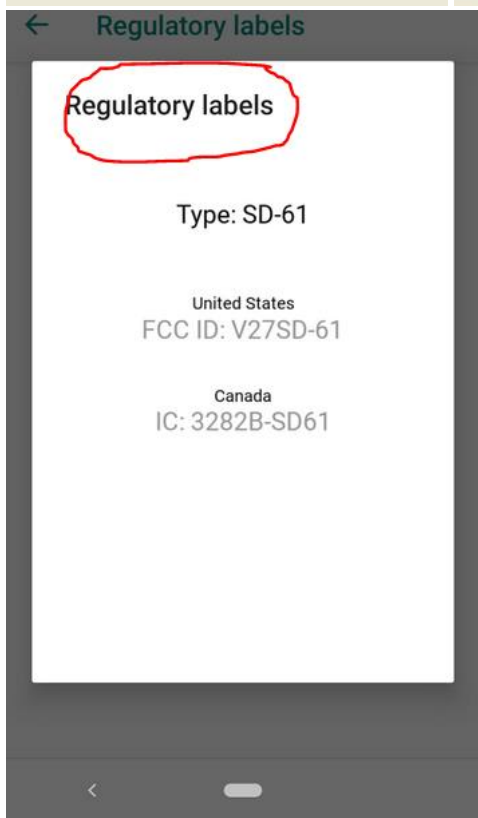 Regulatory labels
Regulatory labels
Type: SD-61
United States
FCC ID: V27SD-61
Canada
IC: 3282B-SD61